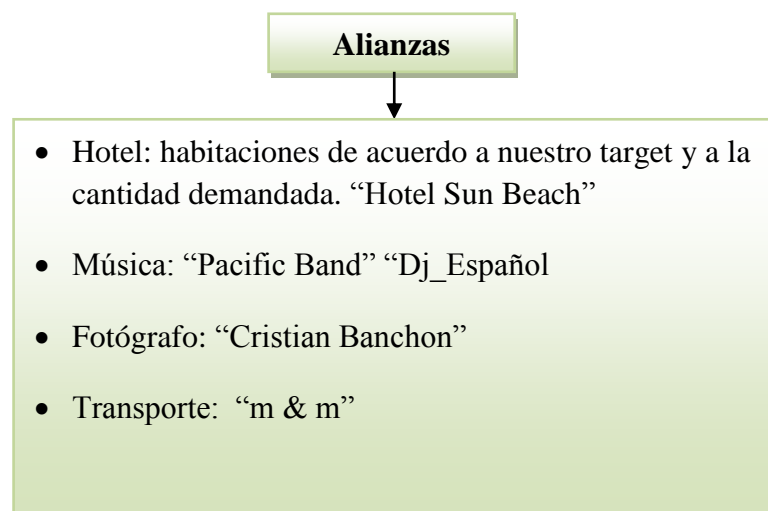 Alianzas
• Hotel: habitaciones de acuerdo a nuestro target y a la
cantidad demandada. “Hotel Sun Beach”
• Música: “Pacific Band” “Dj_Español
• Fotógrafo: “Cristian Banchon”
• Transporte:  “m & m”